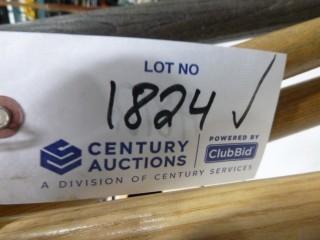 LOT NO
1824 ✓
CENTURY AUCTIONS
POWERED BY
ClubBid
A DIVISION OF CENTURY SERVICES